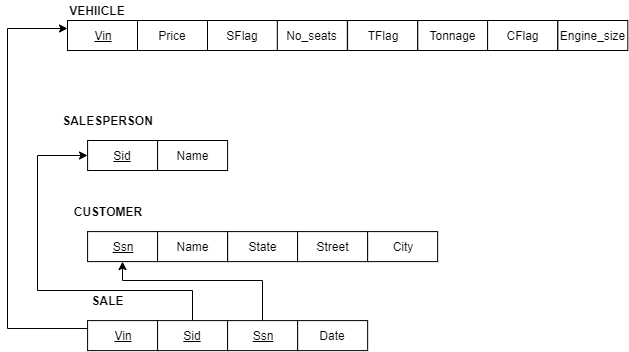 VEHIICLE
Vin Price SFlag No_seats TFlag Tonnage CFlag Engine_size
SALESPERSON
Sid Name
CUSTOMER
Ssn Name State Street City
SALE
Vin Sid Ssn Date